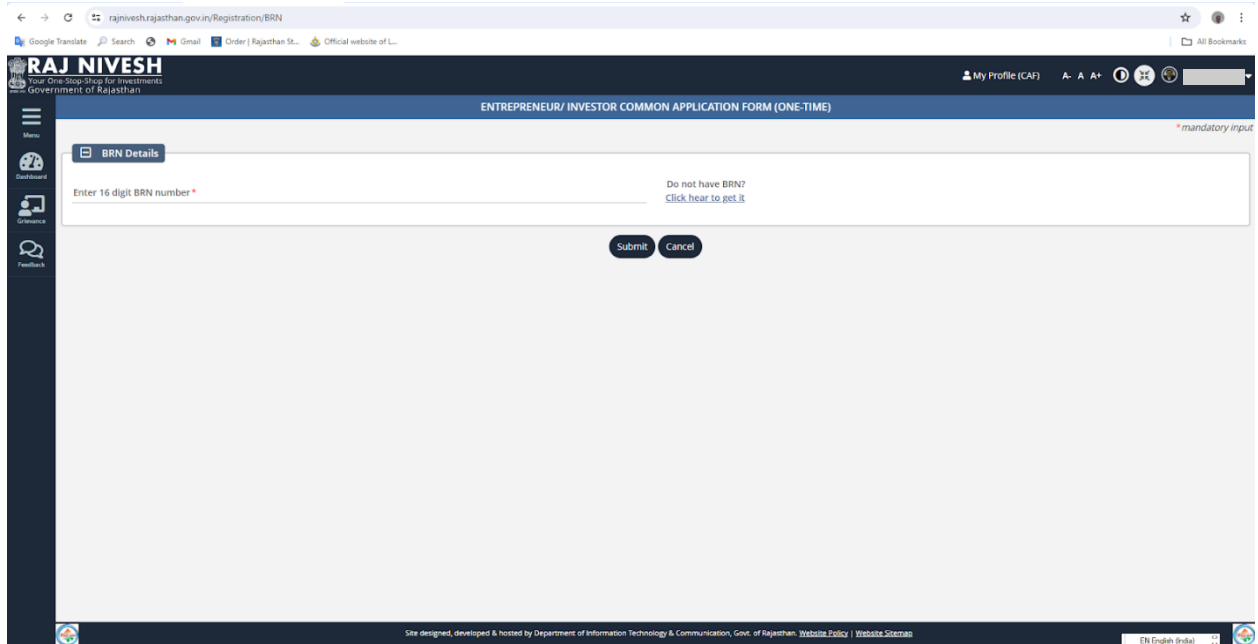 rajnivesh.rajasthan.gov.in/Registration/BRN
Google Translate Search Gmail Order | Rajasthan St... Official website of L... All Bookmarks
RAJ NIVESH
Your One-Stop-Shop for Investments
Government of Rajasthan
My Profile (CAF) A- A A+
ENTREPRENEUR/ INVESTOR COMMON APPLICATION FORM (ONE-TIME)
*mandatory input
Menu
BRN Details
Dashboard
Do not have BRN?
Enter 16 digit BRN number *
Click hear to get it
Grievance
Submit Cancel
Feedback
Site designed, developed & hosted by Department of Information Technology & Communication, Govt. of Rajasthan. Website Policy | Website Sitemap
EN English (India)